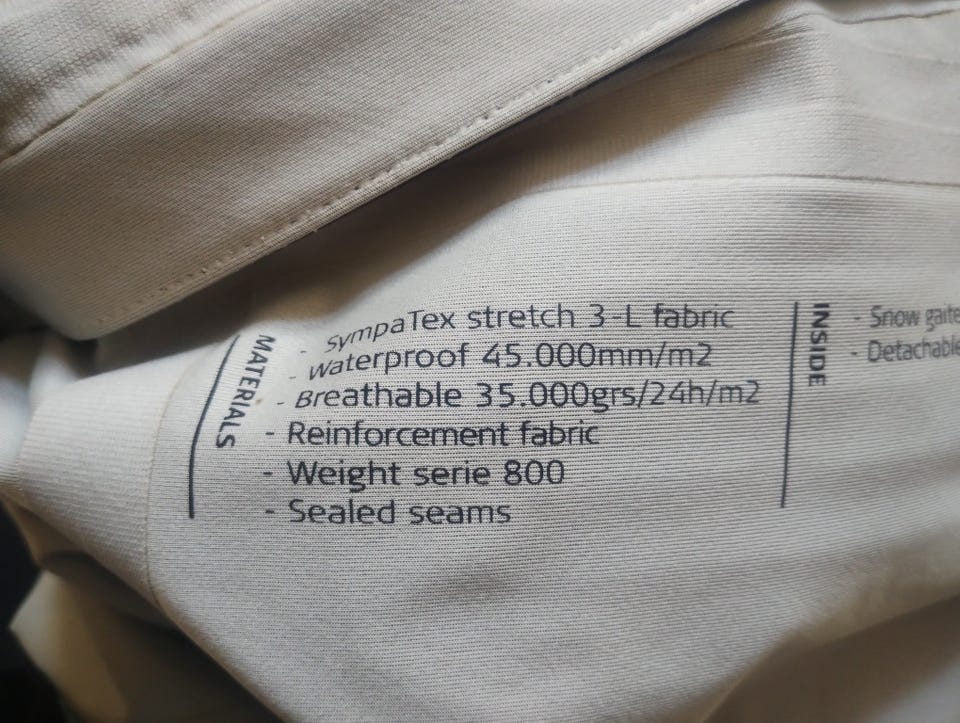 MATERIALS
- SympaTex stretch 3-L fabric
- Waterproof 45.000mm/m2
- Breathable 35.000grs/24h/m2
- Reinforcement fabric
- Weight serie 800
- Sealed seams
INSIDE
- Snow gaite
- Detachable